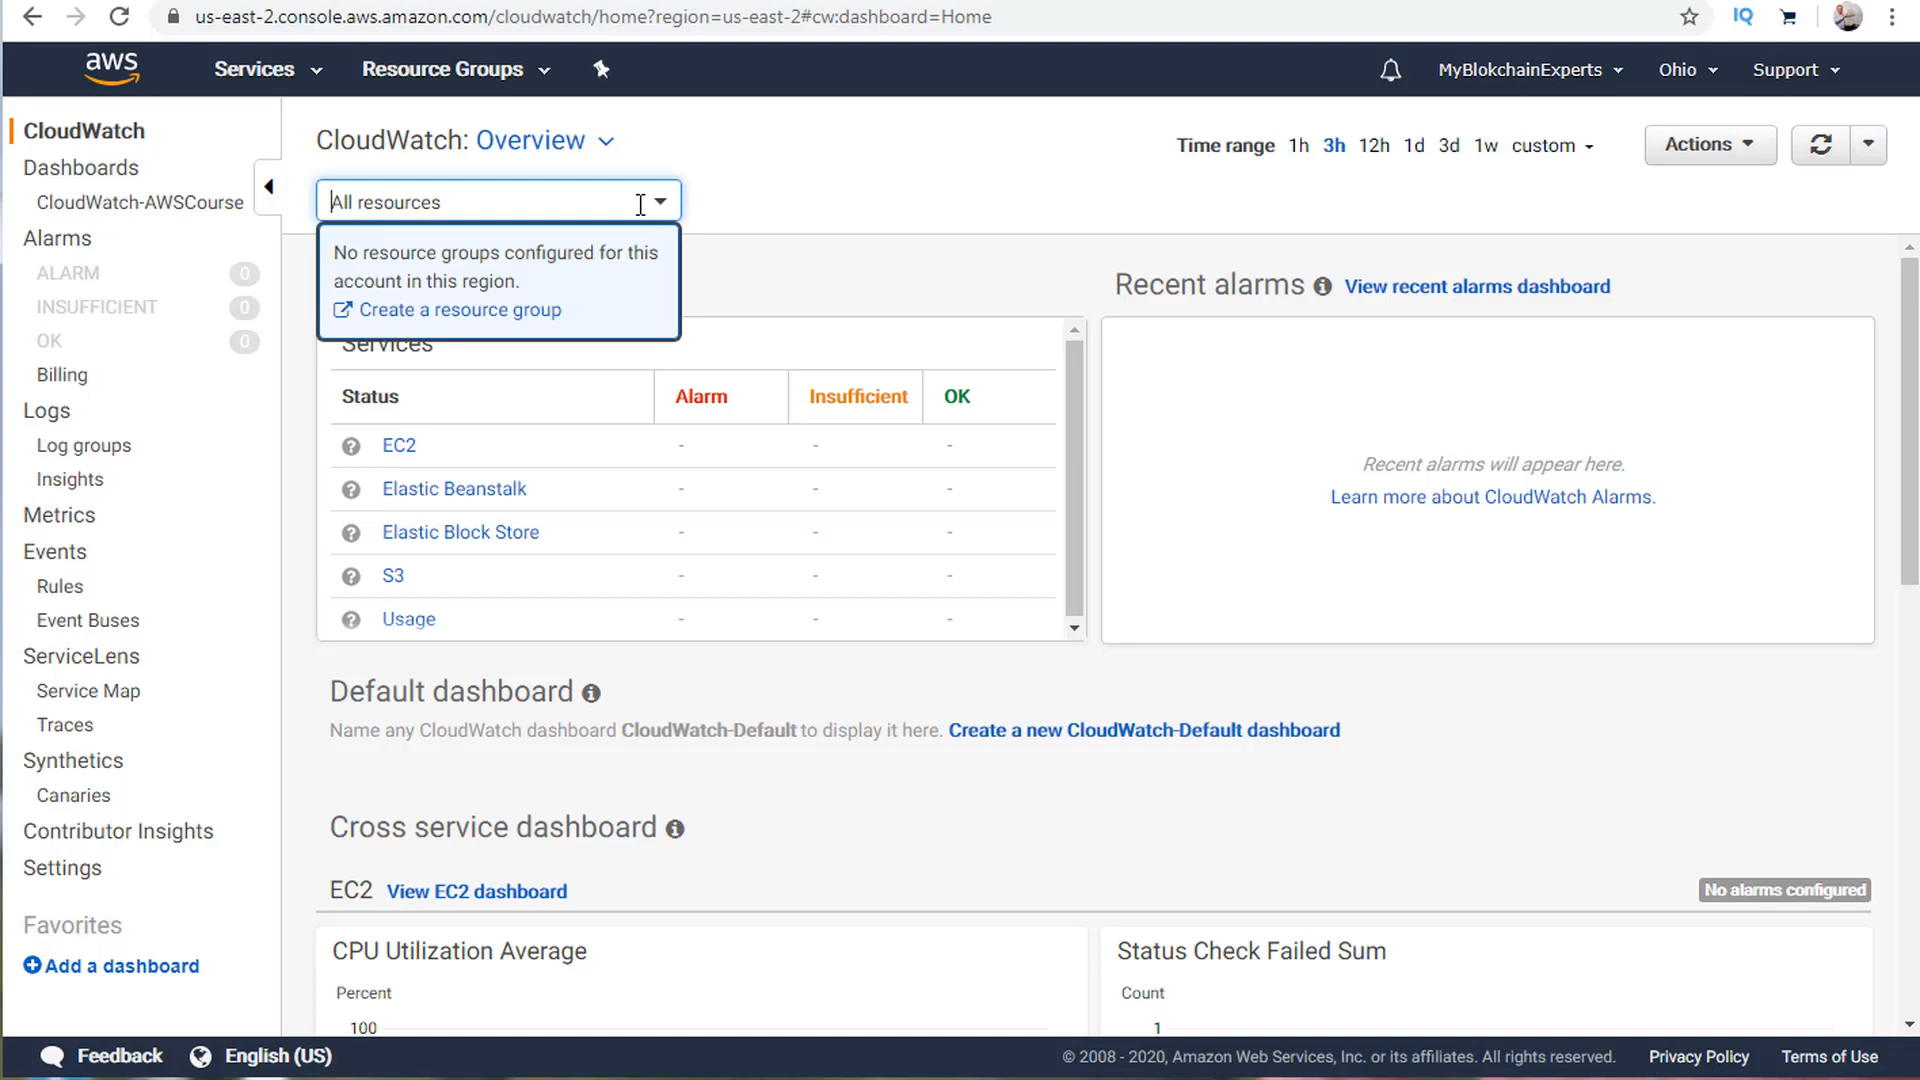 us-east-2.console.aws.amazon.com/cloudwatch/home?region=us-east-2#cw:dashboard=Home
IQ
aws
Services
Resource Groups
MyBlokchainExperts
Ohio
Support
CloudWatch
Dashboards
CloudWatch-AWSCourse
Alarms
ALARM 0
INSUFFICIENT 0
OK 0
Billing
Logs
Log groups
Insights
Metrics
Events
Rules
Event Buses
ServiceLens
Service Map
Traces
Synthetics
Canaries
Contributor Insights
Settings
Favorites
Add a dashboard
CloudWatch: Overview
Time range 1h 3h 12h 1d 3d 1w custom
Actions
All resources
No resource groups configured for this
account in this region.
Create a resource group
Services
Status Alarm Insufficient OK
? EC2 - - -
? Elastic Beanstalk - - -
? Elastic Block Store - - -
? S3 - - -
? Usage - - -
Recent alarms View recent alarms dashboard
Recent alarms will appear here.
Learn more about CloudWatch Alarms.
Default dashboard
Name any CloudWatch dashboard CloudWatch-Default to display it here. Create a new CloudWatch-Default dashboard
Cross service dashboard
EC2 View EC2 dashboard
No alarms configured
CPU Utilization Average
Percent
100
Status Check Failed Sum
Count
1
Feedback
English (US)
© 2008 - 2020, Amazon Web Services, Inc. or its affiliates. All rights reserved.
Privacy Policy
Terms of Use